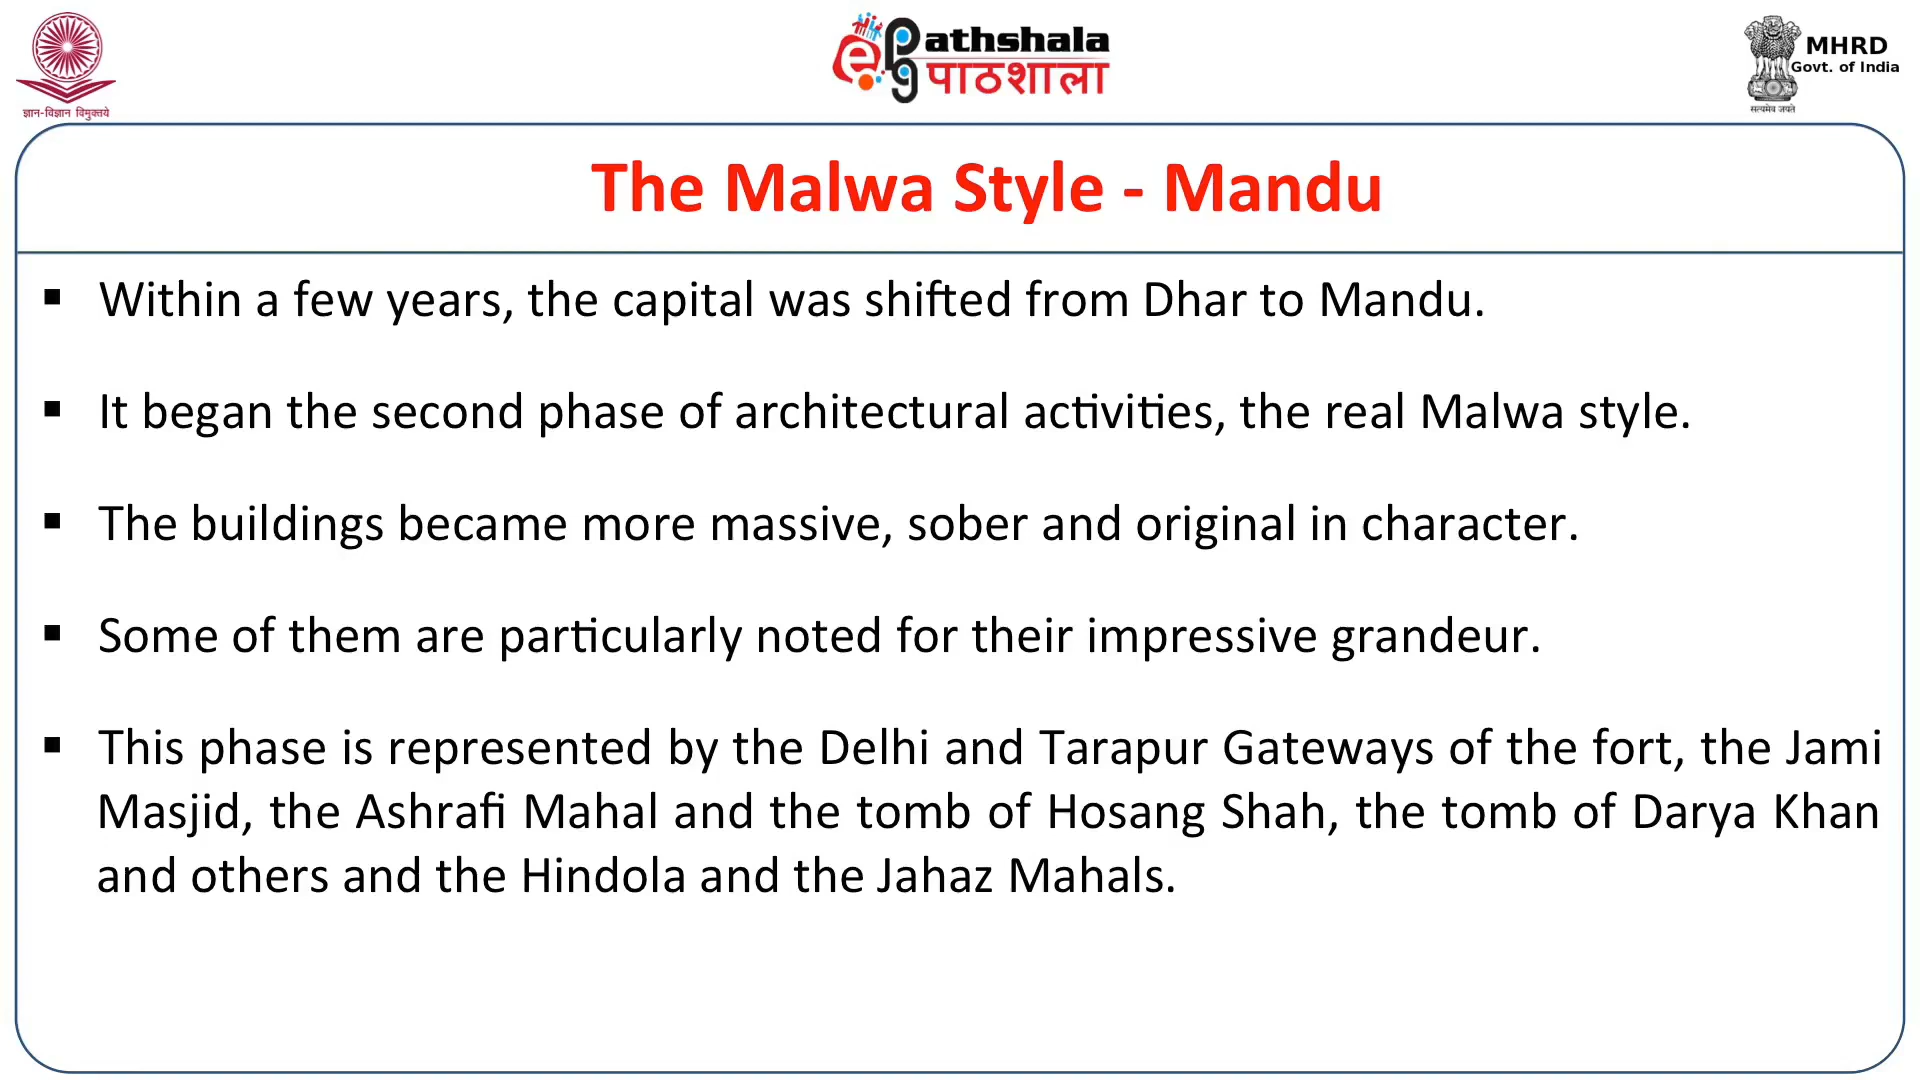 ज्ञान-विज्ञान विमुक्तये
ePathshala
पाठशाला
MHRD
Govt. of India
सत्यमेव जयते
The Malwa Style - Mandu
▪ Within a few years, the capital was shifted from Dhar to Mandu.
▪ It began the second phase of architectural activities, the real Malwa style.
▪ The buildings became more massive, sober and original in character.
▪ Some of them are particularly noted for their impressive grandeur.
▪ This phase is represented by the Delhi and Tarapur Gateways of the fort, the Jami
Masjid, the Ashrafi Mahal and the tomb of Hosang Shah, the tomb of Darya Khan
and others and the Hindola and the Jahaz Mahals.